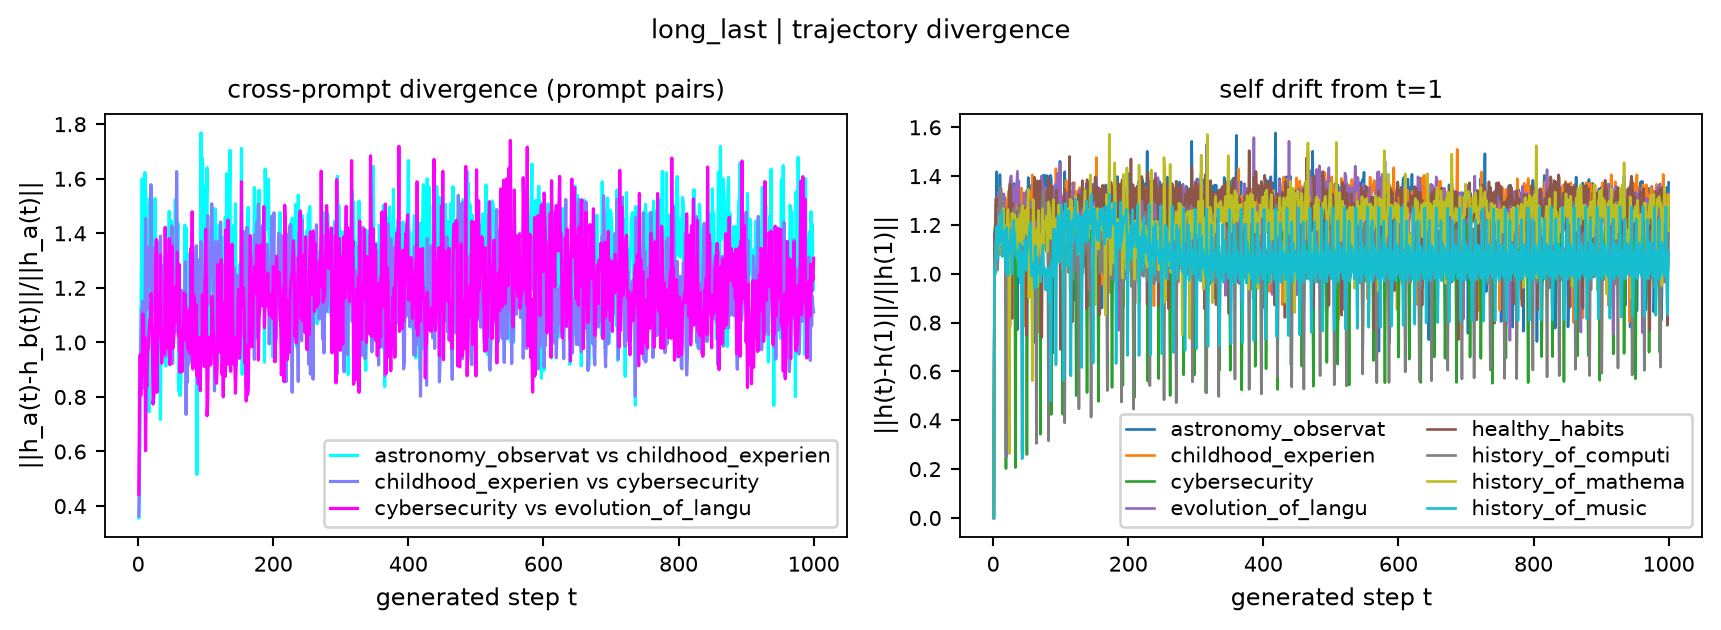 long_last | trajectory divergence
cross-prompt divergence (prompt pairs)
||h_a(t)-h_b(t)||/||h_a(t)||
1.8
1.6
1.4
1.2
1.0
0.8
0.6
0.4
astronomy_observat vs childhood_experien
childhood_experien vs cybersecurity
cybersecurity vs evolution_of_langu
0 200 400 600 800 1000
generated step t
self drift from t=1
||h(t)-h(1)||/||h(1)||
1.6
1.4
1.2
1.0
0.8
0.6
0.4
0.2
0.0
astronomy_observat
childhood_experien
cybersecurity
evolution_of_langu
healthy_habits
history_of_computi
history_of_mathema
history_of_music
0 200 400 600 800 1000
generated step t